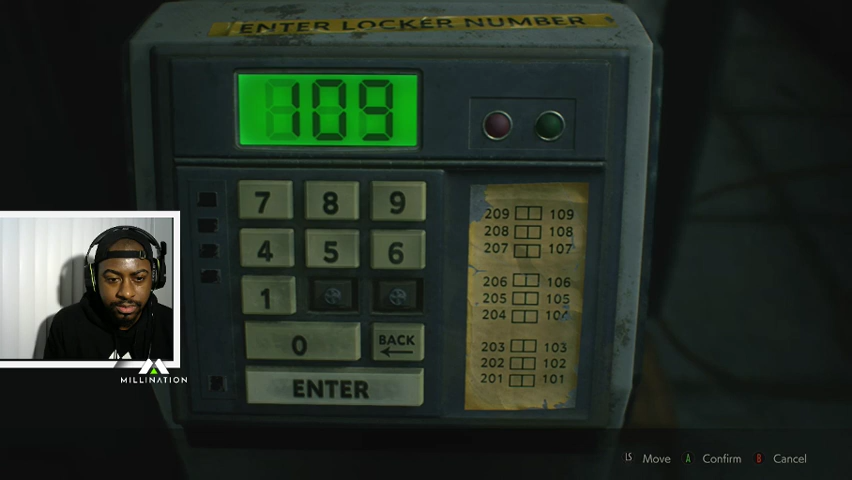 ENTER LOCKER NUMBER
109
7 8 9
4 5 6
1
0 BACK
ENTER
209 109
208 108
207 107
206 106
205 105
204 104
203 103
202 102
201 101
MILLINATION
LS Move A Confirm B Cancel